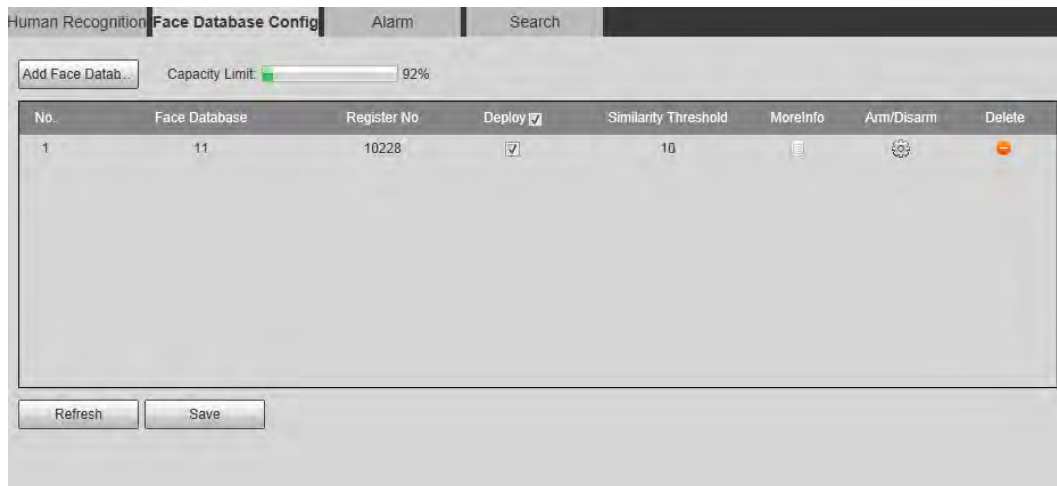 Human Recognition Face Database Config Alarm Search
Add Face Datab... Capacity Limit: 92%
No. Face Database Register No Deploy Similarity Threshold MoreInfo Arm/Disarm Delete
1 11 10228 10
Refresh Save